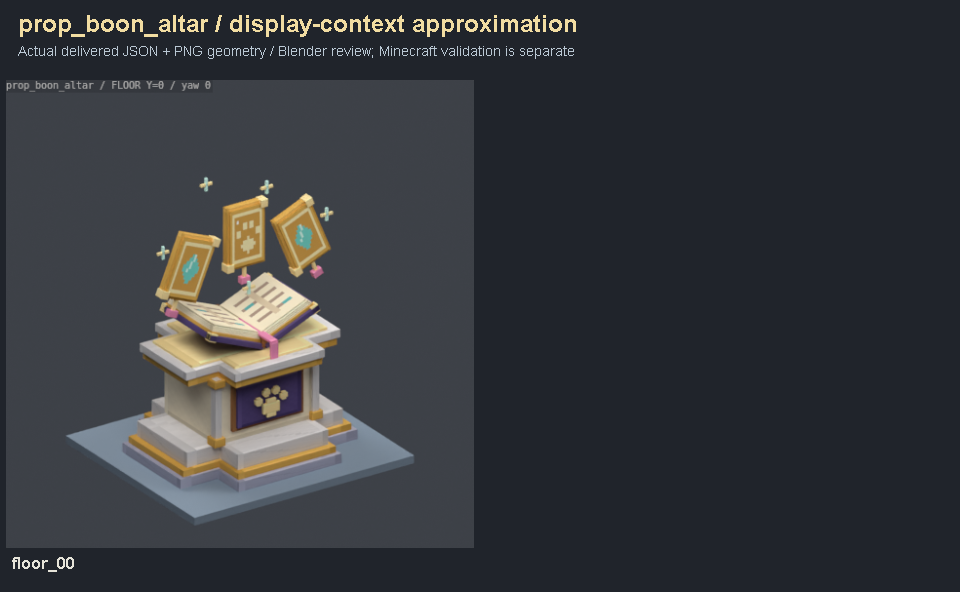 prop_boon_altar / display-context approximation
Actual delivered JSON + PNG geometry / Blender review; Minecraft validation is separate
prop_boon_altar / FLOOR Y=0 / yaw 0
floor_00